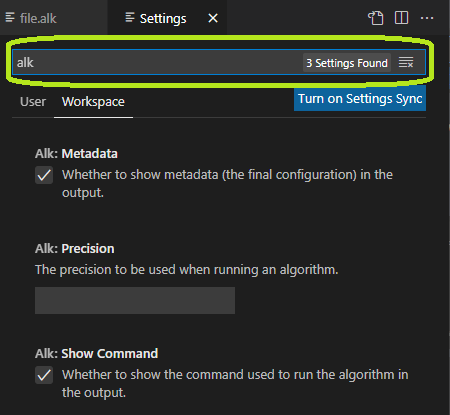 file.alk
Settings
alk
3 Settings Found
User
Workspace
Turn on Settings Sync
Alk: Metadata
Whether to show metadata (the final configuration) in the
output.
Alk: Precision
The precision to be used when running an algorithm.
Alk: Show Command
Whether to show the command used to run the algorithm in
the output.